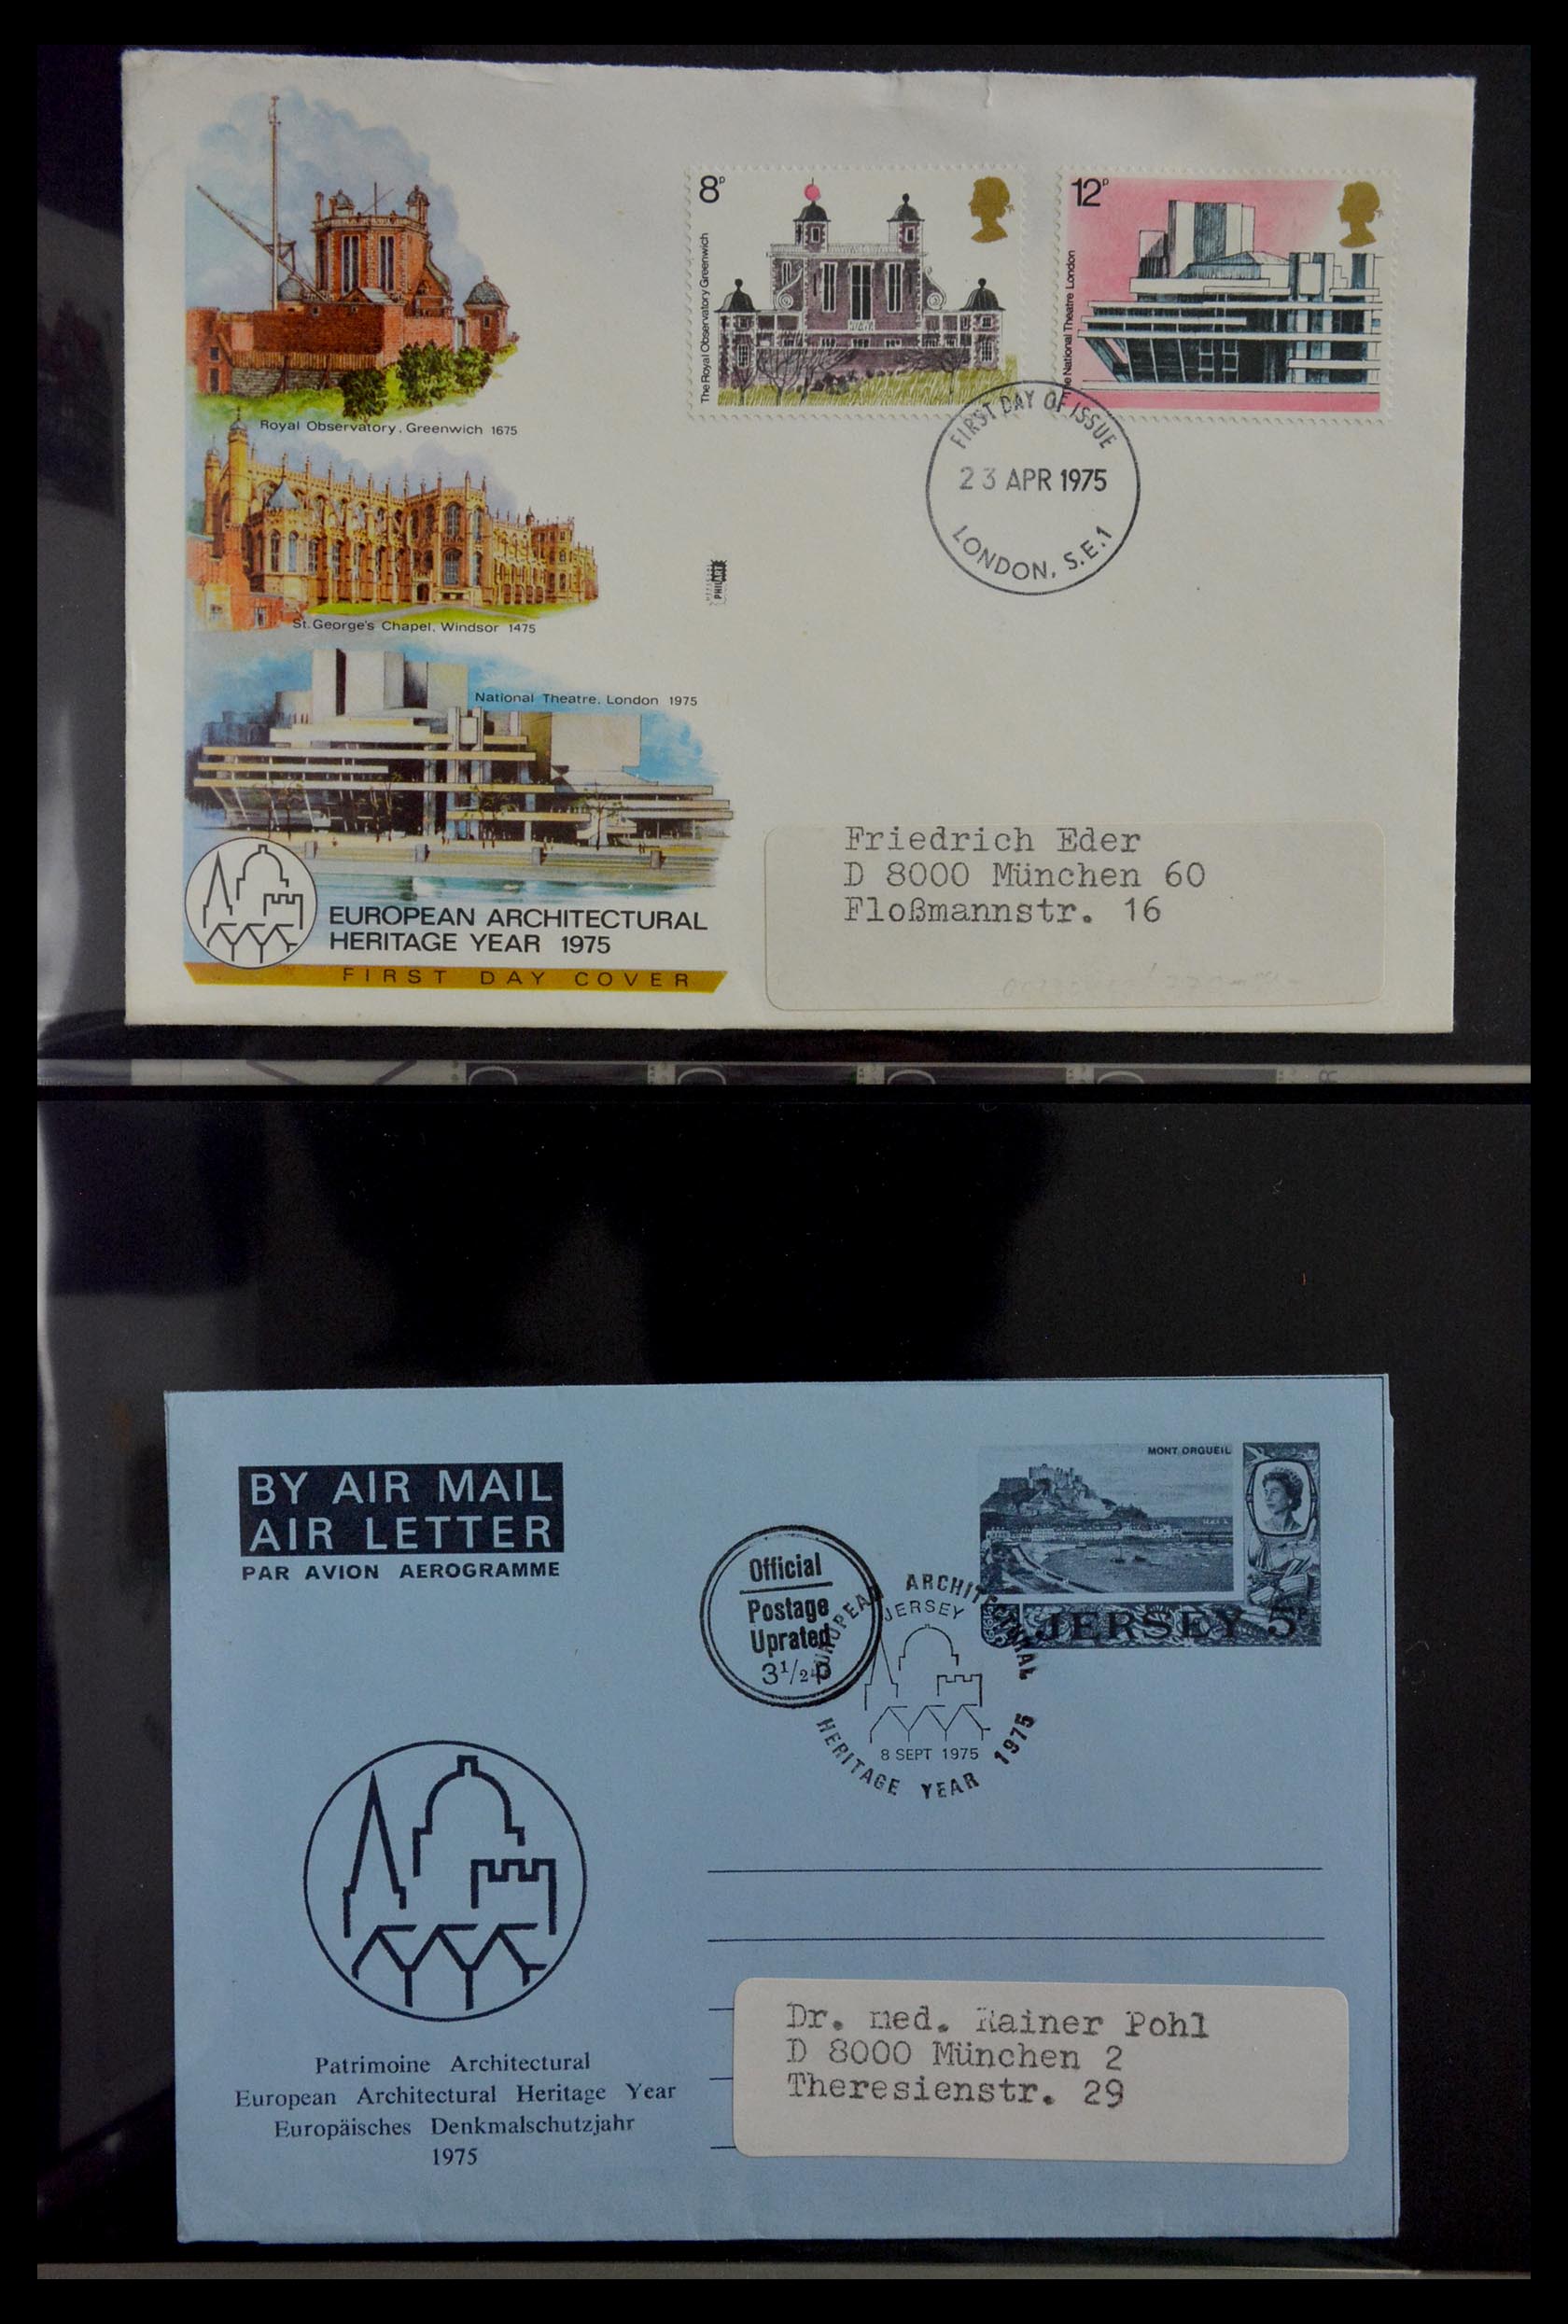 Royal Observatory, Greenwich 1675
St. George's Chapel, Windsor 1475
National Theatre, London 1975
EUROPEAN ARCHITECTURAL
HERITAGE YEAR 1975
FIRST DAY COVER
8P
The Royal Observatory Greenwich
12P
The National Theatre London
FIRST DAY OF ISSUE
23 APR 1975
LONDON, S.E.1
PHILART
Friedrich Eder
D 8000 München 60
Floßmannstr. 16
BY AIR MAIL
AIR LETTER
PAR AVION AEROGRAMME
MONT ORGUEIL
JERSEY 5P
Official
Postage
Uprated
3½p
EUROPEAN ARCHITECTURAL
JERSEY
8 SEPT 1975
HERITAGE YEAR 1975
Patrimoine Architectural
European Architectural Heritage Year
Europäisches Denkmalschutzjahr
1975
Dr. med. Rainer Pohl
D 8000 München 2
Theresienstr. 29